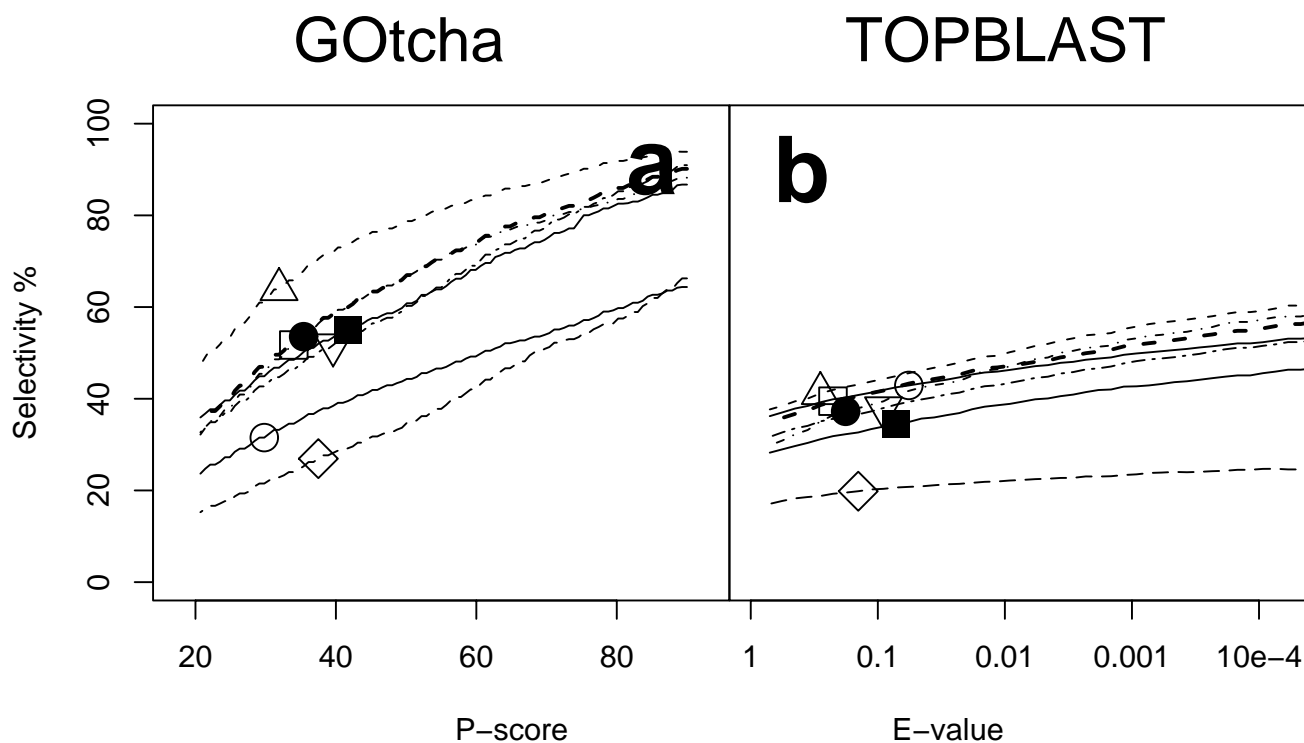 GOtcha TOPBLAST
a b
100
80
60
40
20
0
Selectivity %
20 40 60 80 1 0.1 0.01 0.001 10e−4
P−score E−value